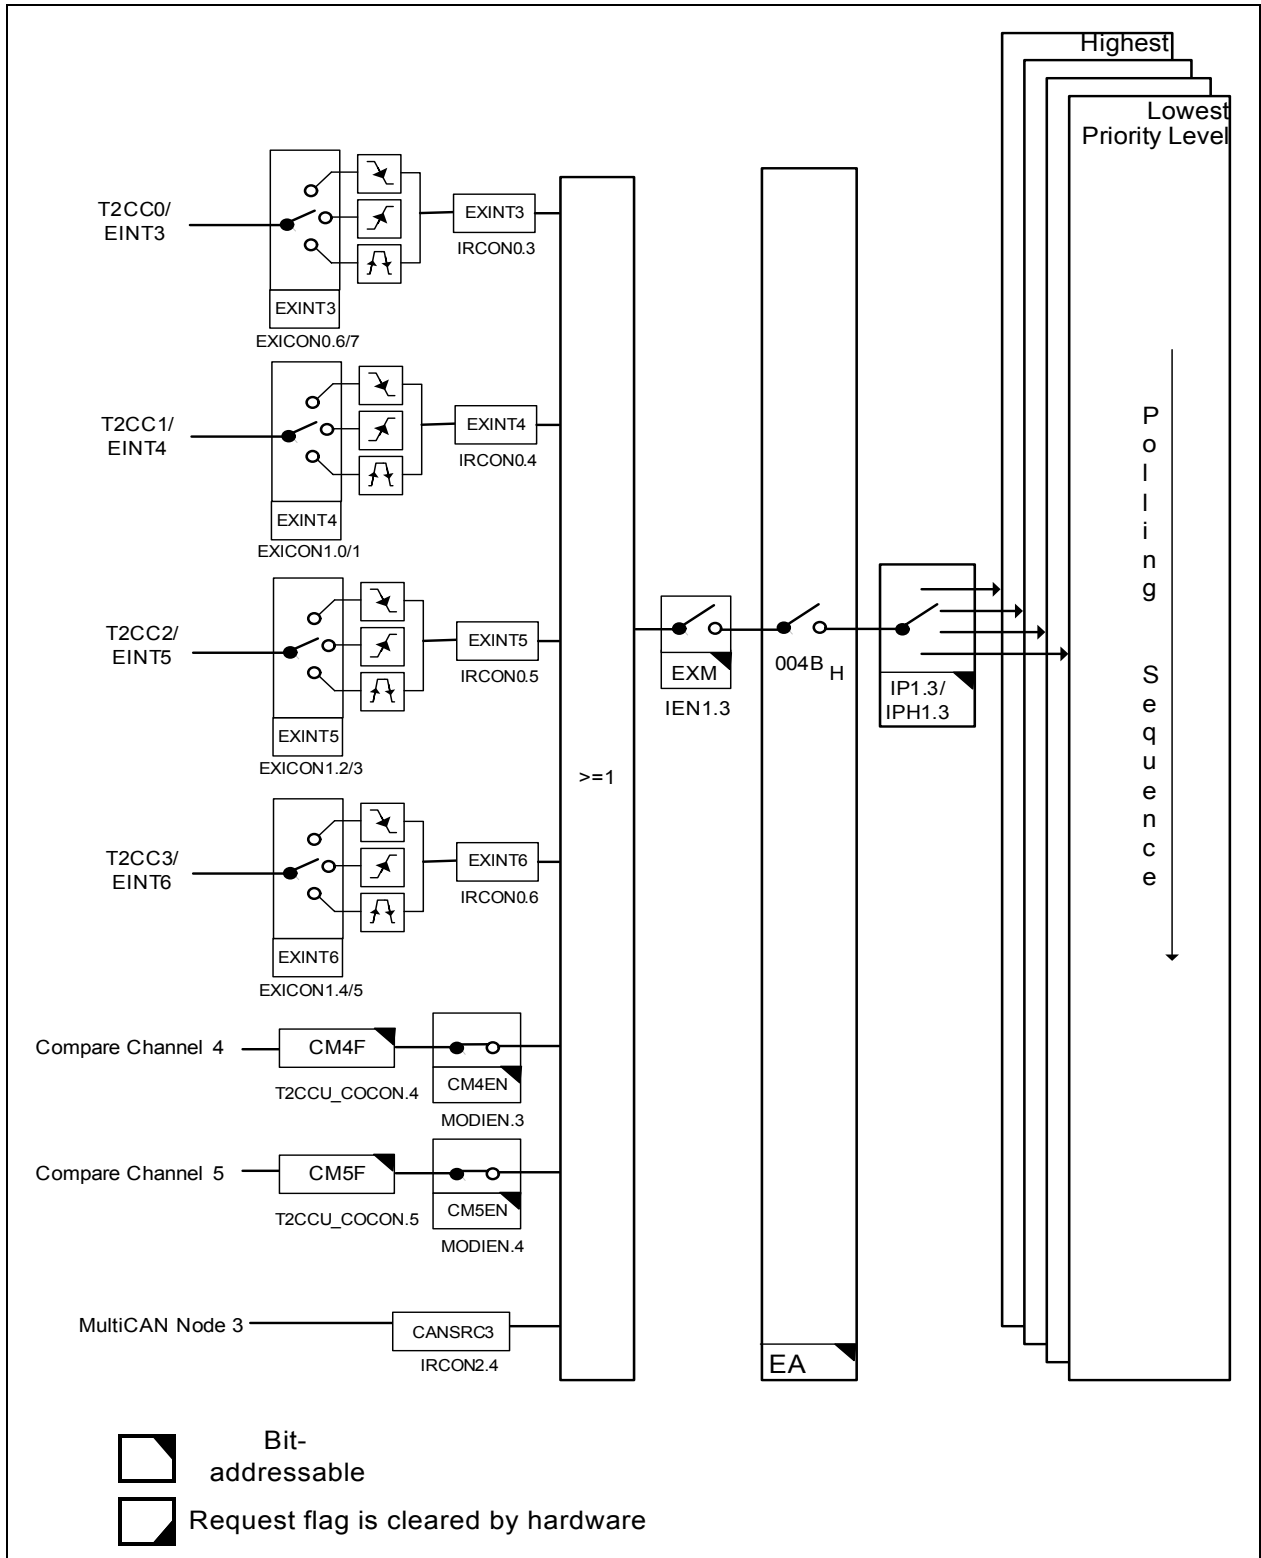 Highest
Lowest
Priority Level
T2CC0/
EINT3
EXINT3
IRCON0.3
EXINT3
EXICON0.6/7
T2CC1/
EINT4
EXINT4
IRCON0.4
EXINT4
EXICON1.0/1
T2CC2/
EINT5
EXINT5
IRCON0.5
EXINT5
EXICON1.2/3
T2CC3/
EINT6
EXINT6
IRCON0.6
EXINT6
EXICON1.4/5
Compare Channel 4
CM4F
T2CCU_COCON.4
CM4EN
MODIEN.3
Compare Channel 5
CM5F
T2CCU_COCON.5
CM5EN
MODIEN.4
MultiCAN Node 3
CANSRC3
IRCON2.4
>=1
EXM
IEN1.3
004B H
EA
IP1.3/
IPH1.3
Polling Sequence
Bit-
addressable
Request flag is cleared by hardware